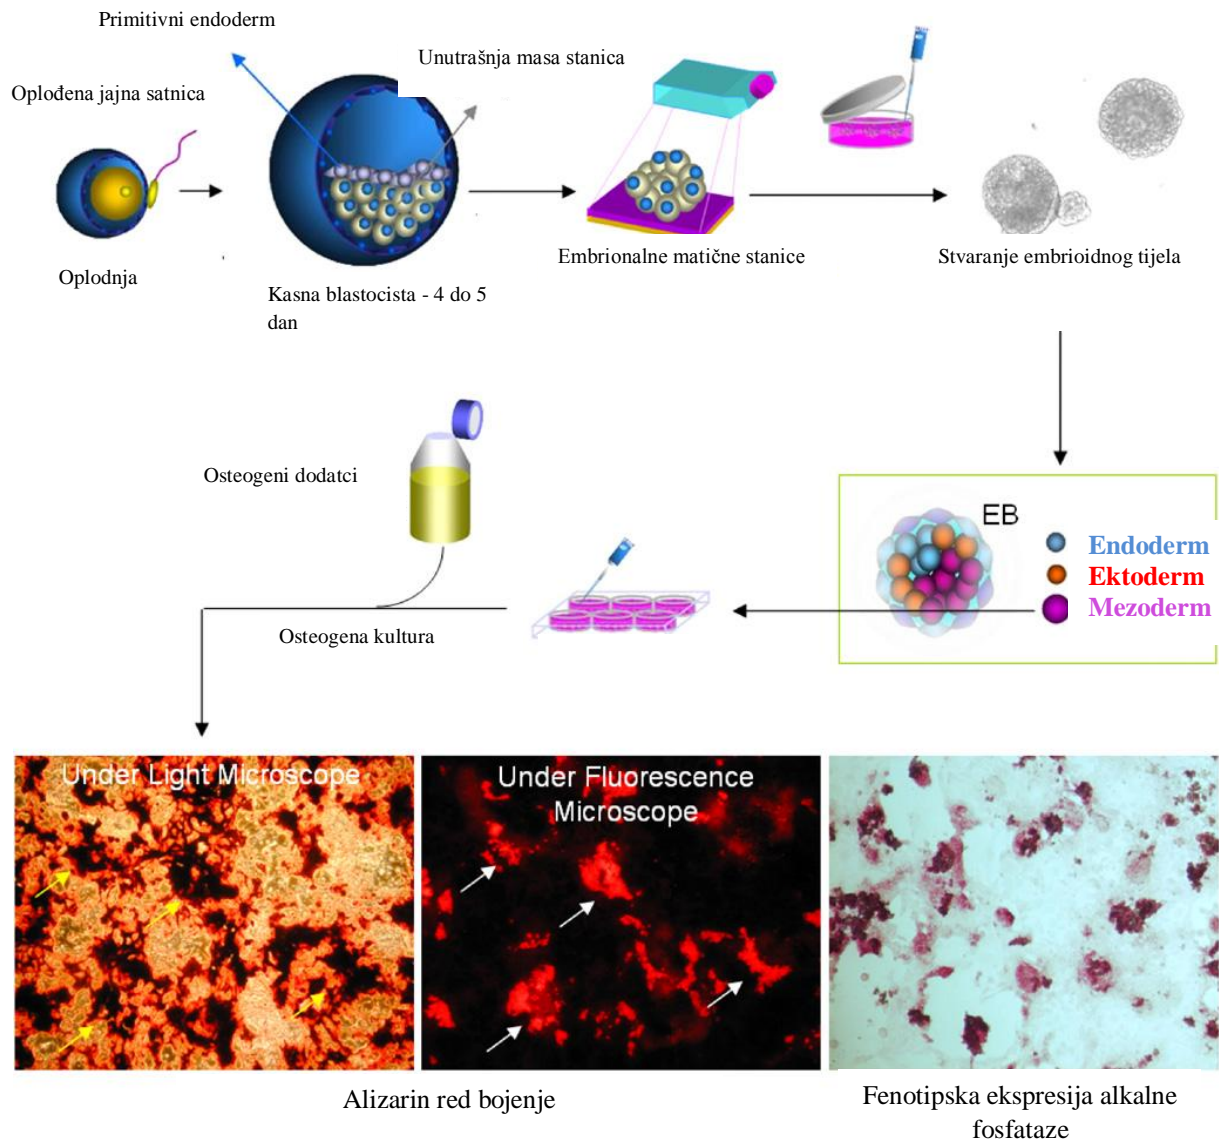 Primitivni endoderm
Unutrašnja masa stanica
Oplođena jajna satnica
Oplodnja
Kasna blastocista - 4 do 5
dan
Embrionalne matične stanice
Stvaranje embrioidnog tijela
Osteogeni dodatci
Osteogena kultura
EB
Endoderm
Ektoderm
Mezoderm
Under Light Microscope
Under Fluorescence
Microscope
Alizarin red bojenje
Fenotipska ekspresija alkalne
fosfataze